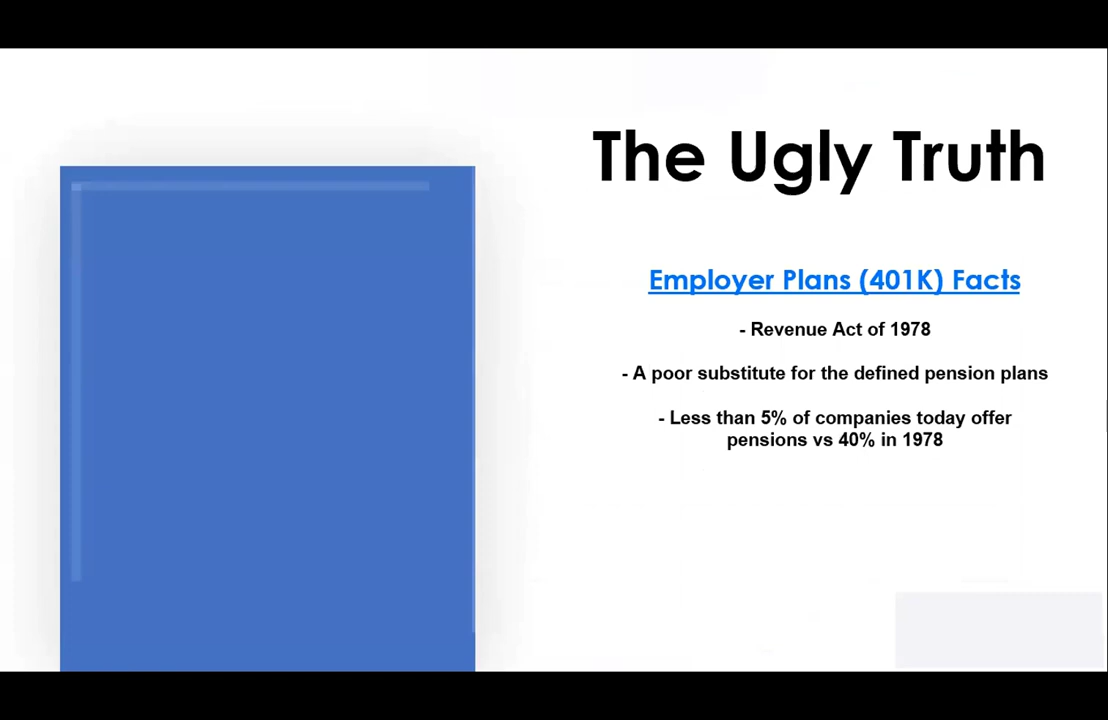 The Ugly Truth
Employer Plans (401K) Facts
- Revenue Act of 1978
- A poor substitute for the defined pension plans
- Less than 5% of companies today offer
pensions vs 40% in 1978